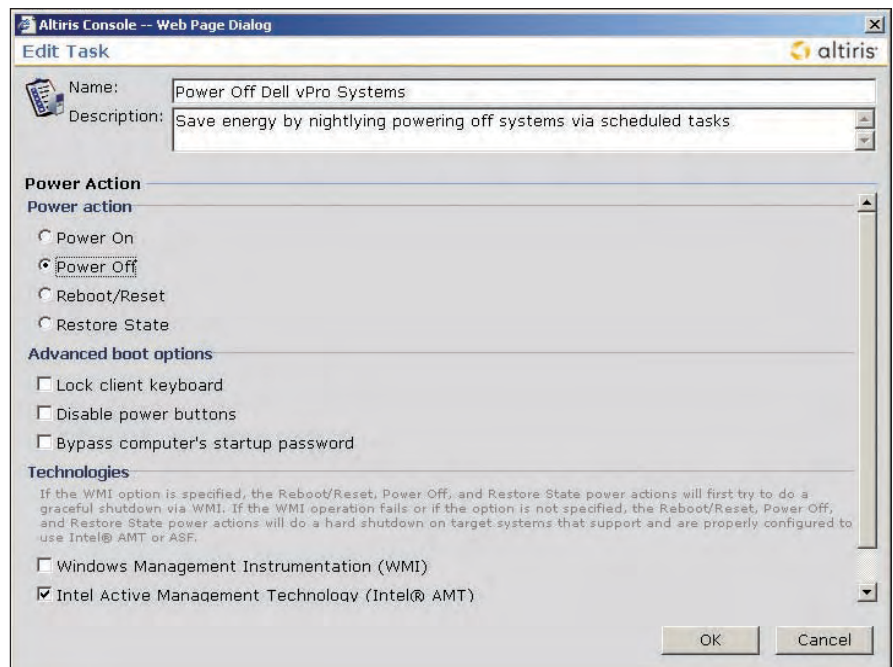 Altiris Console -- Web Page Dialog
Edit Task
altiris
Name:
Power Off Dell vPro Systems
Description:
Save energy by nightlying powering off systems via scheduled tasks
Power Action
Power action
Power On
Power Off
Reboot/Reset
Restore State
Advanced boot options
Lock client keyboard
Disable power buttons
Bypass computer's startup password
Technologies
If the WMI option is specified, the Reboot/Reset, Power Off, and Restore State power actions will first try to do a
graceful shutdown via WMI. If the WMI operation fails or if the option is not specified, the Reboot/Reset, Power Off,
and Restore State power actions will do a hard shutdown on target systems that support and are properly configured to
use Intel® AMT or ASF.
Windows Management Instrumentation (WMI)
Intel Active Management Technology (Intel® AMT)
OK
Cancel